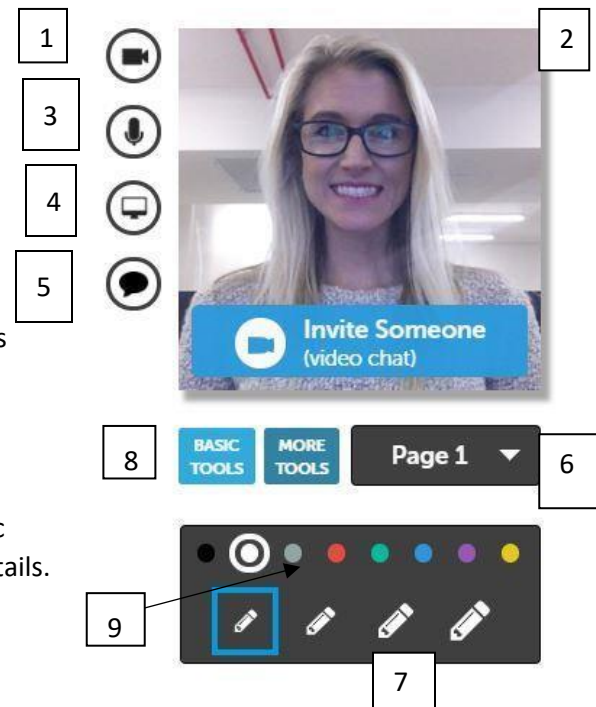 1
2
3
4
5
Invite Someone
(video chat)
s
8
BASIC TOOLS
MORE TOOLS
Page 1
6
c
tails.
9
7